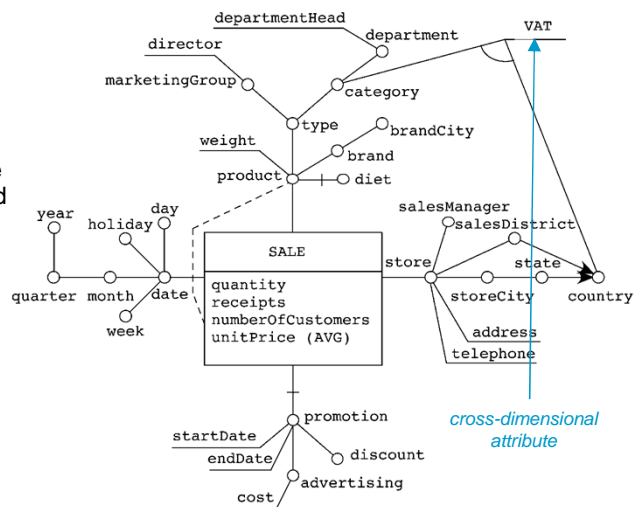 departmentHead
department
VAT
director
marketingGroup
category
type
weight
brandCity
brand
product
diet
e
d
year
holiday
day
salesManager
salesDistrict
SALE
store
state
quarter
month
date
storeCity
country
week
quantity
receipts
numberOfCustomers
unitPrice (AVG)
address
telephone
promotion
startDate
endDate
discount
advertising
cost
cross-dimensional
attribute